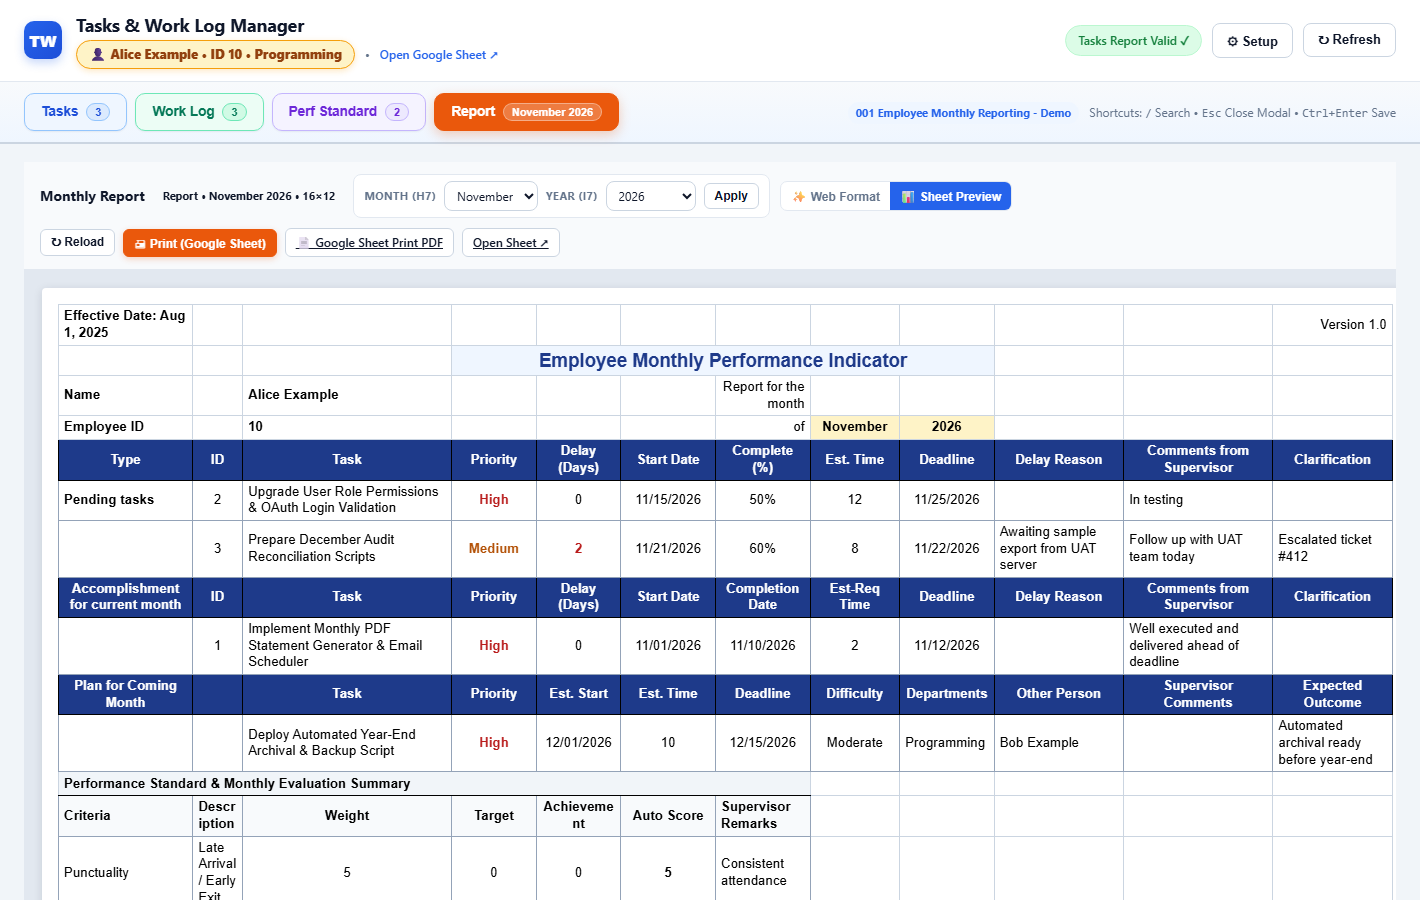 TW
Tasks & Work Log Manager
Alice Example • ID 10 • Programming
• Open Google Sheet ↗
Tasks Report Valid ✓
⚙ Setup
↻ Refresh
Tasks 3
Work Log 3
Perf Standard 2
Report November 2026
001 Employee Monthly Reporting - Demo
Shortcuts: / Search • Esc Close Modal • Ctrl+Enter Save
Monthly Report
Report • November 2026 • 16×12
MONTH (H7) November
YEAR (I7) 2026
Apply
Web Format
Sheet Preview
↻ Reload
Print (Google Sheet)
Google Sheet Print PDF
Open Sheet ↗
Effective Date: Aug
1, 2025
Version 1.0
Employee Monthly Performance Indicator
Name
Alice Example
Report for the
month
Employee ID
10
of
November
2026
Type
ID
Task
Priority
Delay
(Days)
Start Date
Complete
(%)
Est. Time
Deadline
Delay Reason
Comments from
Supervisor
Clarification
Pending tasks
2
Upgrade User Role Permissions
& OAuth Login Validation
High
0
11/15/2026
50%
12
11/25/2026
In testing
3
Prepare December Audit
Reconciliation Scripts
Medium
2
11/21/2026
60%
8
11/22/2026
Awaiting sample
export from UAT
server
Follow up with UAT
team today
Escalated ticket
#412
Accomplishment
for current month
ID
Task
Priority
Delay
(Days)
Start Date
Completion
Date
Est-Req
Time
Deadline
Delay Reason
Comments from
Supervisor
Clarification
1
Implement Monthly PDF
Statement Generator & Email
Scheduler
High
0
11/01/2026
11/10/2026
2
11/12/2026
Well executed and
delivered ahead of
deadline
Plan for Coming
Month
Task
Priority
Est. Start
Est. Time
Deadline
Difficulty
Departments
Other Person
Supervisor
Comments
Expected
Outcome
Deploy Automated Year-End
Archival & Backup Script
High
12/01/2026
10
12/15/2026
Moderate
Programming
Bob Example
Automated
archival ready
before year-end
Performance Standard & Monthly Evaluation Summary
Criteria
Descr
iption
Weight
Target
Achieveme
nt
Auto Score
Supervisor
Remarks
Punctuality
Late
Arrival
/ Early
Exit
5
0
0
5
Consistent
attendance